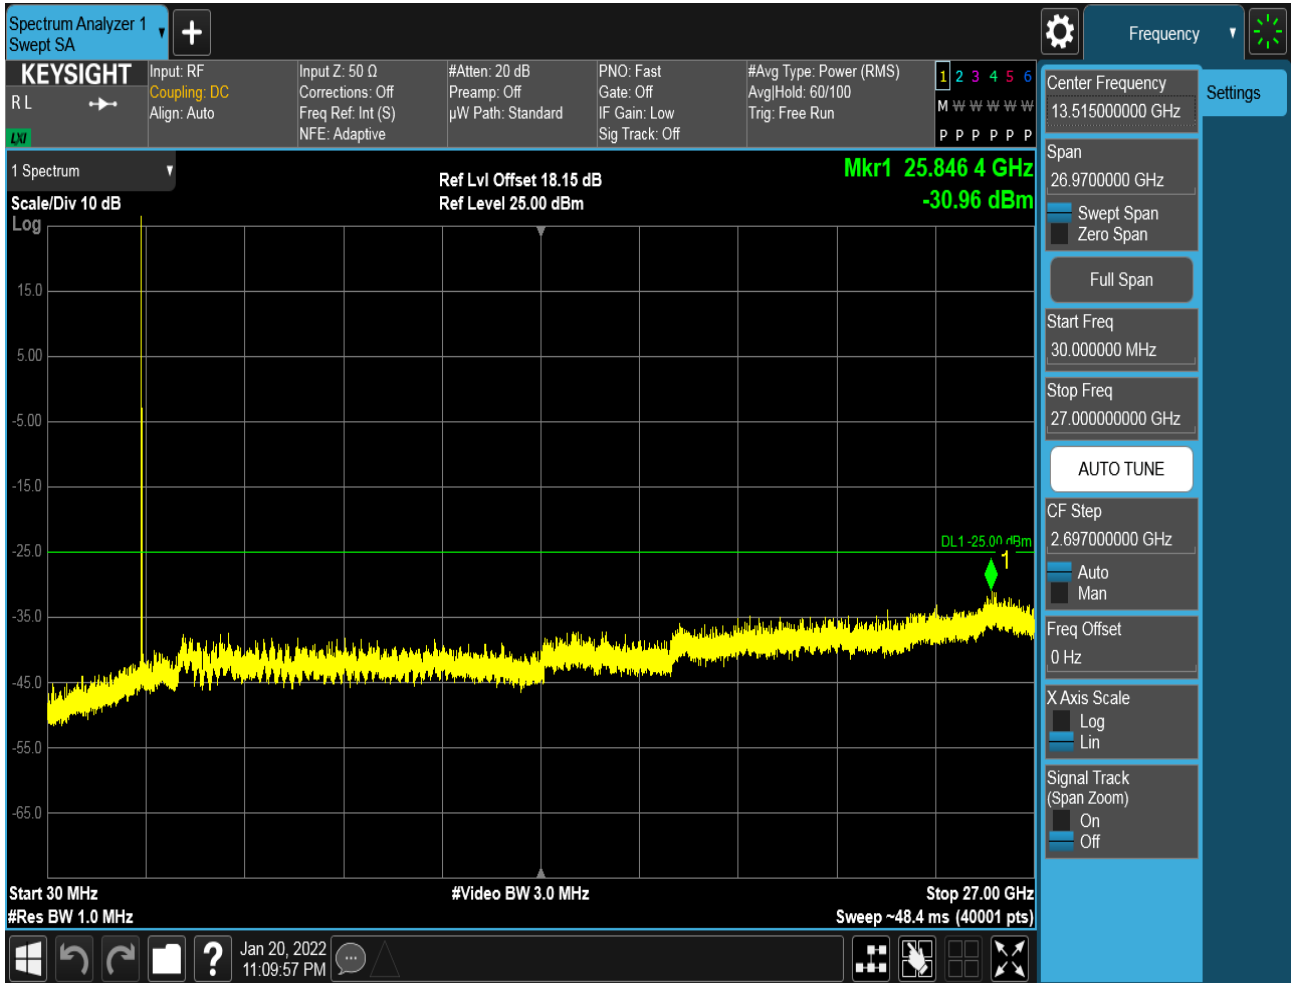 Spectrum Analyzer 1
Swept SA
Frequency
KEYSIGHT
R L
LXI
Input: RF
Coupling: DC
Align: Auto
Input Z: 50 Ω
Corrections: Off
Freq Ref: Int (S)
NFE: Adaptive
#Atten: 20 dB
Preamp: Off
µW Path: Standard
PNO: Fast
Gate: Off
IF Gain: Low
Sig Track: Off
#Avg Type: Power (RMS)
Avg|Hold: 60/100
Trig: Free Run
1 2 3 4 5 6
M W W W W W
P P P P P P
1 Spectrum
Scale/Div 10 dB
Log
Ref Lvl Offset 18.15 dB
Ref Level 25.00 dBm
Mkr1 25.846 4 GHz
-30.96 dBm
15.0
5.00
-5.00
-15.0
-25.0
-35.0
-45.0
-55.0
-65.0
DL1 -25.00 dBm
1
Start 30 MHz
#Res BW 1.0 MHz
#Video BW 3.0 MHz
Stop 27.00 GHz
Sweep ~48.4 ms (40001 pts)
Jan 20, 2022
11:09:57 PM
?
Center Frequency
13.515000000 GHz
Span
26.9700000 GHz
Swept Span
Zero Span
Full Span
Start Freq
30.000000 MHz
Stop Freq
27.000000000 GHz
AUTO TUNE
CF Step
2.697000000 GHz
Auto
Man
Freq Offset
0 Hz
X Axis Scale
Log
Lin
Signal Track
(Span Zoom)
On
Off
Settings